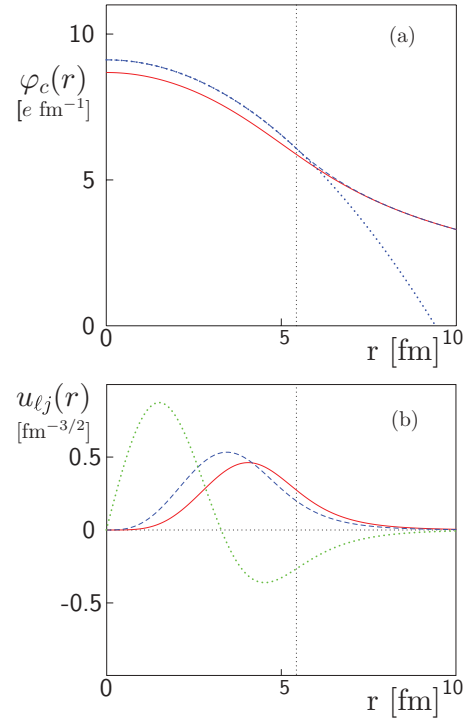 10
(a)
φc(r)
[e fm⁻¹]
5
0
0 5 10
r [fm]
uℓj(r)
[fm⁻³/²]
(b)
0.5
0
-0.5
0 5 10
r [fm]